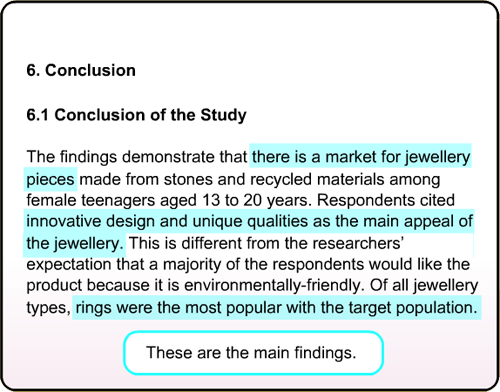 6. Conclusion
6.1 Conclusion of the Study
The findings demonstrate that there is a market for jewellery
pieces made from stones and recycled materials among
female teenagers aged 13 to 20 years. Respondents cited
innovative design and unique qualities as the main appeal of
the jewellery. This is different from the researchers’
expectation that a majority of the respondents would like the
product because it is environmentally-friendly. Of all jewellery
types, rings were the most popular with the target population.
These are the main findings.